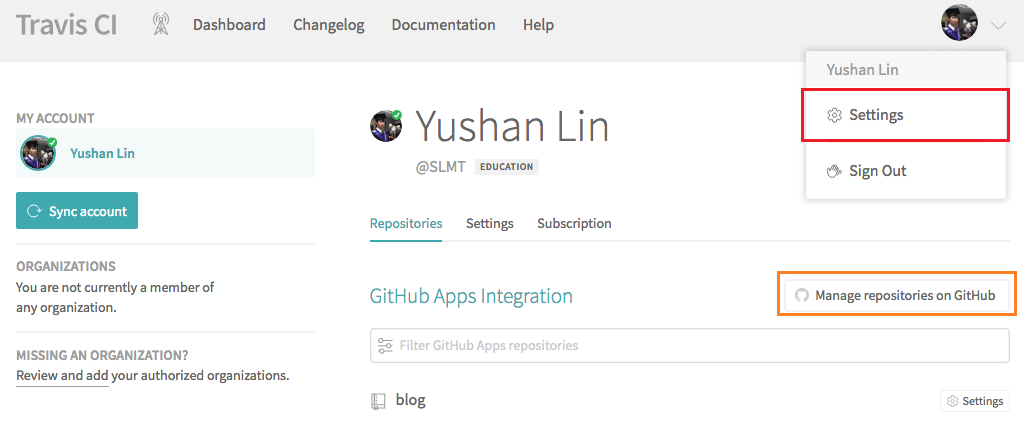 Travis CI
Dashboard
Changelog
Documentation
Help
Yushan Lin
Settings
Sign Out
MY ACCOUNT
Yushan Lin
Sync account
ORGANIZATIONS
You are not currently a member of
any organization.
MISSING AN ORGANIZATION?
Review and add your authorized organizations.
Yushan Lin
@SLMT EDUCATION
Repositories
Settings
Subscription
GitHub Apps Integration
Manage repositories on GitHub
Filter GitHub Apps repositories
blog
Settings